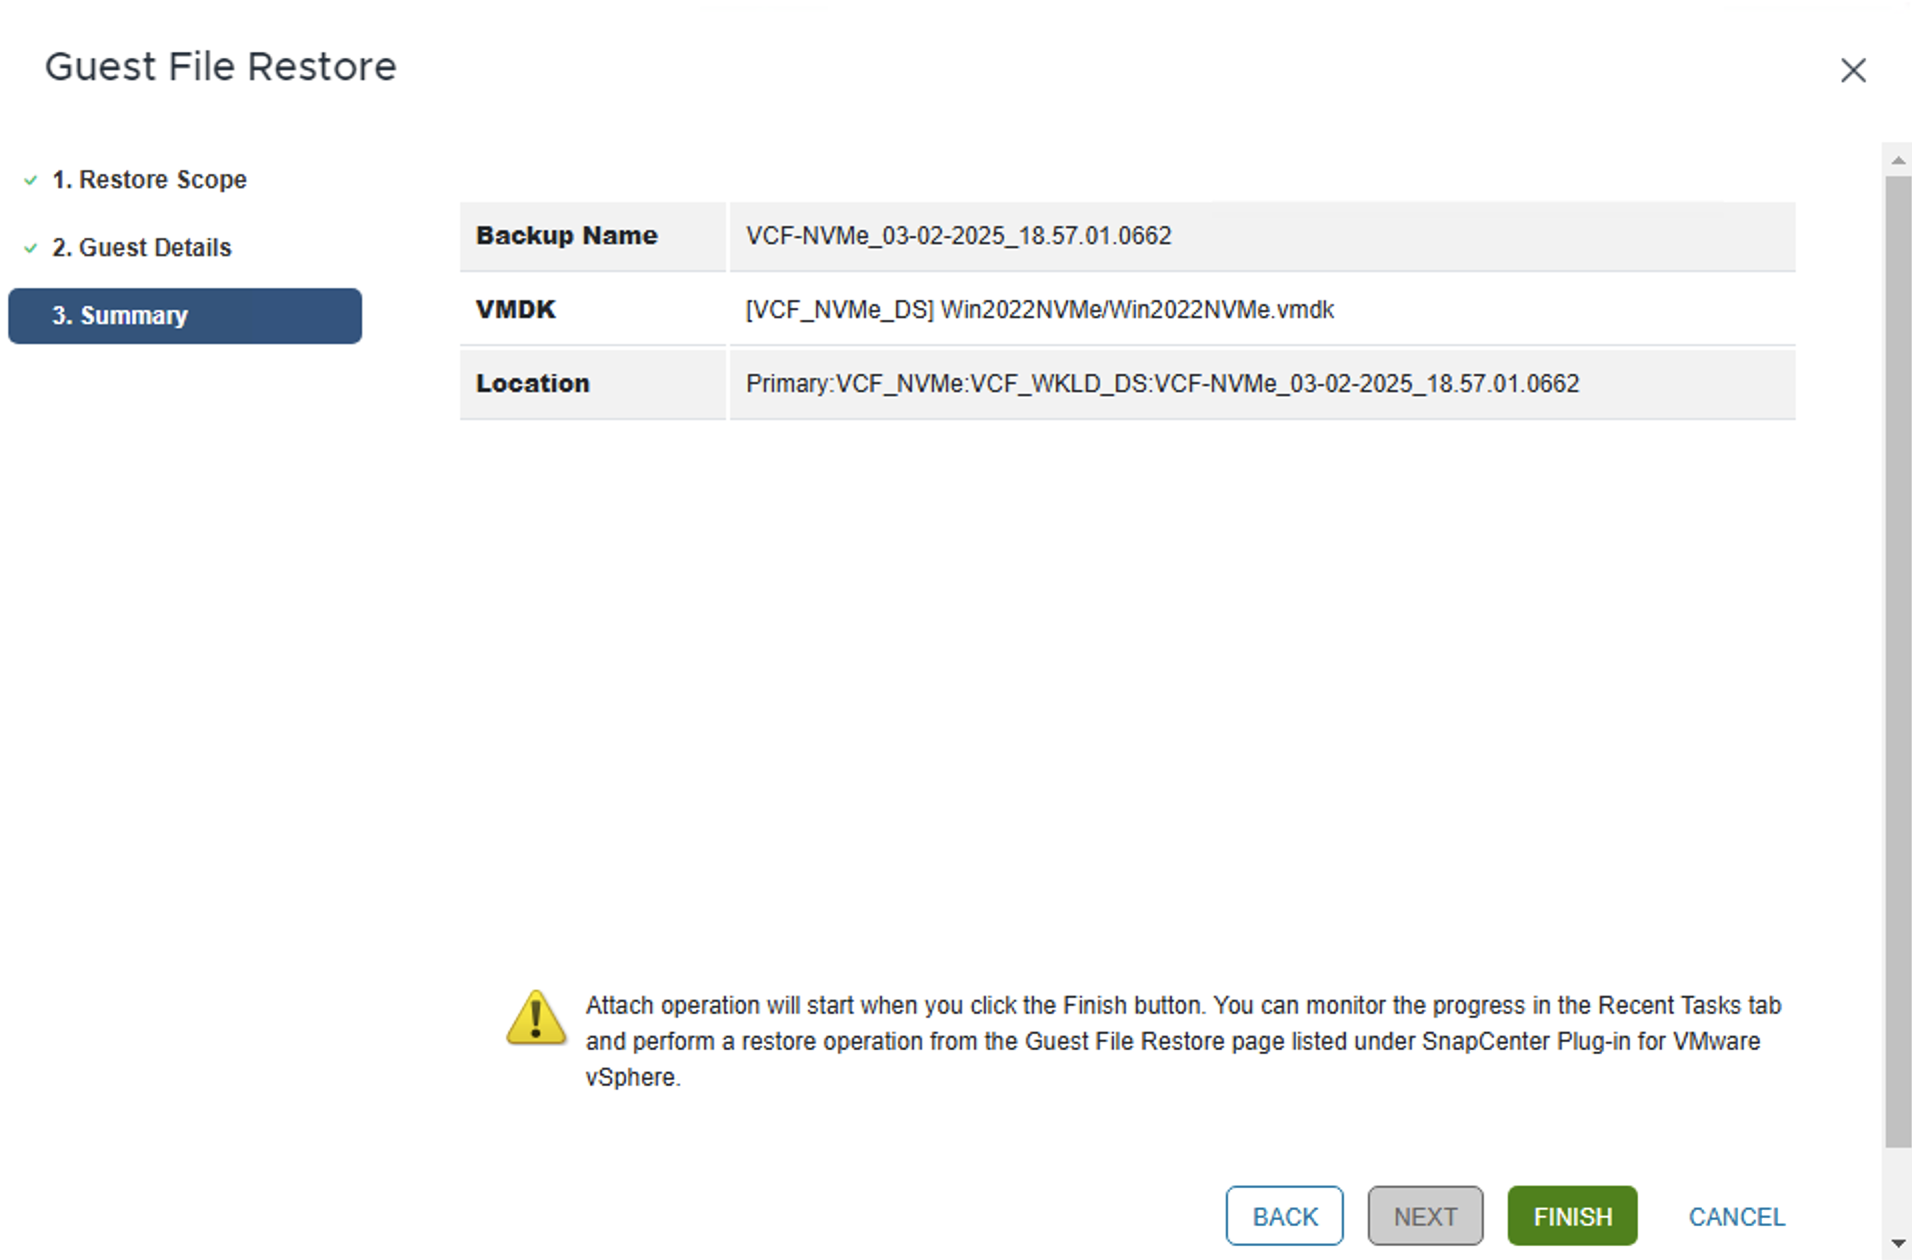 Guest File Restore
1. Restore Scope
2. Guest Details
3. Summary
Backup Name VCF-NVMe_03-02-2025_18.57.01.0662
VMDK [VCF_NVMe_DS] Win2022NVMe/Win2022NVMe.vmdk
Location Primary:VCF_NVMe:VCF_WKLD_DS:VCF-NVMe_03-02-2025_18.57.01.0662
Attach operation will start when you click the Finish button. You can monitor the progress in the Recent Tasks tab
and perform a restore operation from the Guest File Restore page listed under SnapCenter Plug-in for VMware
vSphere.
BACK NEXT FINISH CANCEL